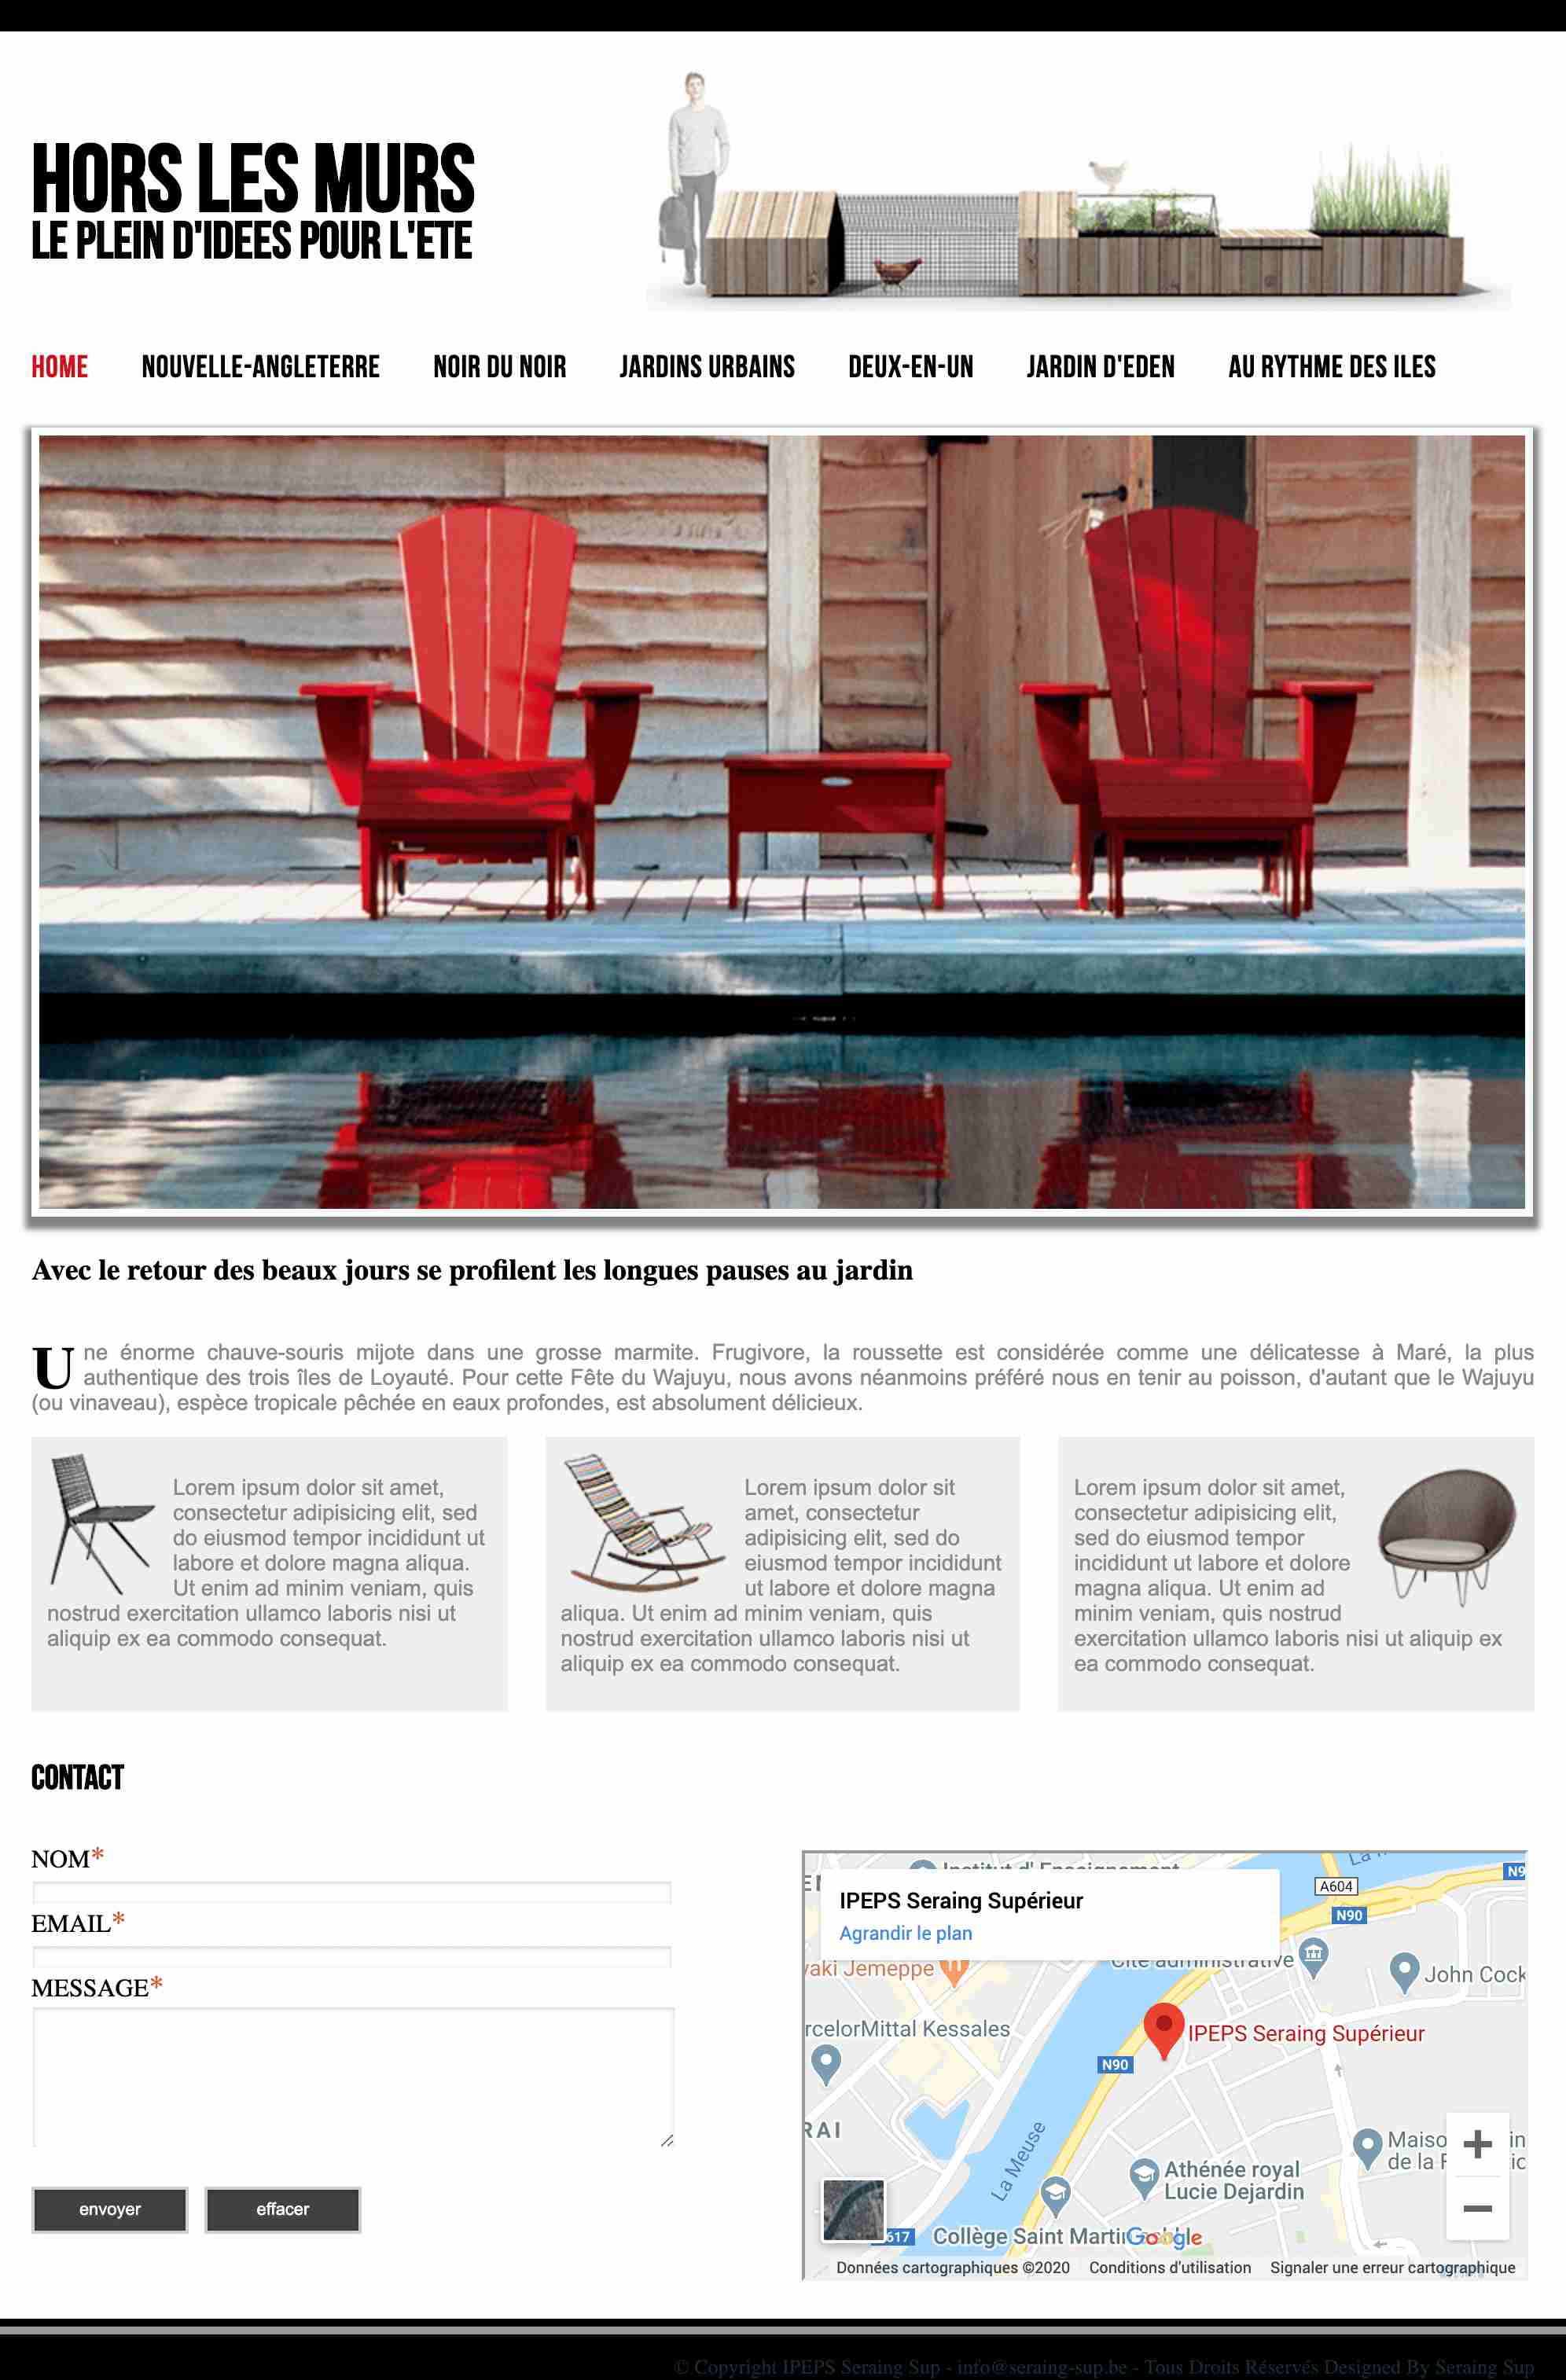 HORS LES MURS
LE PLEIN D'IDEES POUR L'ETE
HOME NOUVELLE-ANGLETERRE NOIR DU NOIR JARDINS URBAINS DEUX-EN-UN JARDIN D'EDEN AU RYTHME DES ILES
Avec le retour des beaux jours se profilent les longues pauses au jardin
Une énorme chauve-souris mijote dans une grosse marmite. Frugivore, la roussette est considérée comme une délicatesse à Maré, la plus
authentique des trois îles de Loyauté. Pour cette Fête du Wajuyu, nous avons néanmoins préféré nous en tenir au poisson, d'autant que le Wajuyu
(ou vinaveau), espèce tropicale pêchée en eaux profondes, est absolument délicieux.
Lorem ipsum dolor sit amet,
consectetur adipisicing elit, sed
do eiusmod tempor incididunt ut
labore et dolore magna aliqua.
Ut enim ad minim veniam, quis
nostrud exercitation ullamco laboris nisi ut
aliquip ex ea commodo consequat.
Lorem ipsum dolor sit
amet, consectetur
adipisicing elit, sed do
eiusmod tempor incididunt
ut labore et dolore magna
aliqua. Ut enim ad minim veniam, quis
nostrud exercitation ullamco laboris nisi ut
aliquip ex ea commodo consequat.
Lorem ipsum dolor sit amet,
consectetur adipisicing elit,
sed do eiusmod tempor
incididunt ut labore et dolore
magna aliqua. Ut enim ad
minim veniam, quis nostrud
exercitation ullamco laboris nisi ut aliquip ex
ea commodo consequat.
CONTACT
NOM*
EMAIL*
MESSAGE*
envoyer effacer
Institut d'Enseignement
La
N9
A604
N90
IPEPS Seraing Supérieur
Agrandir le plan
yaki Jemeppe
Cité administrative
John Cock
rcelorMittal Kessales
IPEPS Seraing Supérieur
N90
RAI
La Meuse
Maiso
de la F
Athénée royal
Lucie Dejardin
617
Collège Saint Martin
Google
Données cartographiques ©2020 Conditions d'utilisation Signaler une erreur cartographique
© Copyright IPEPS Seraing Sup - info@seraing-sup.be - Tous Droits Réservés Designed By Seraing Sup